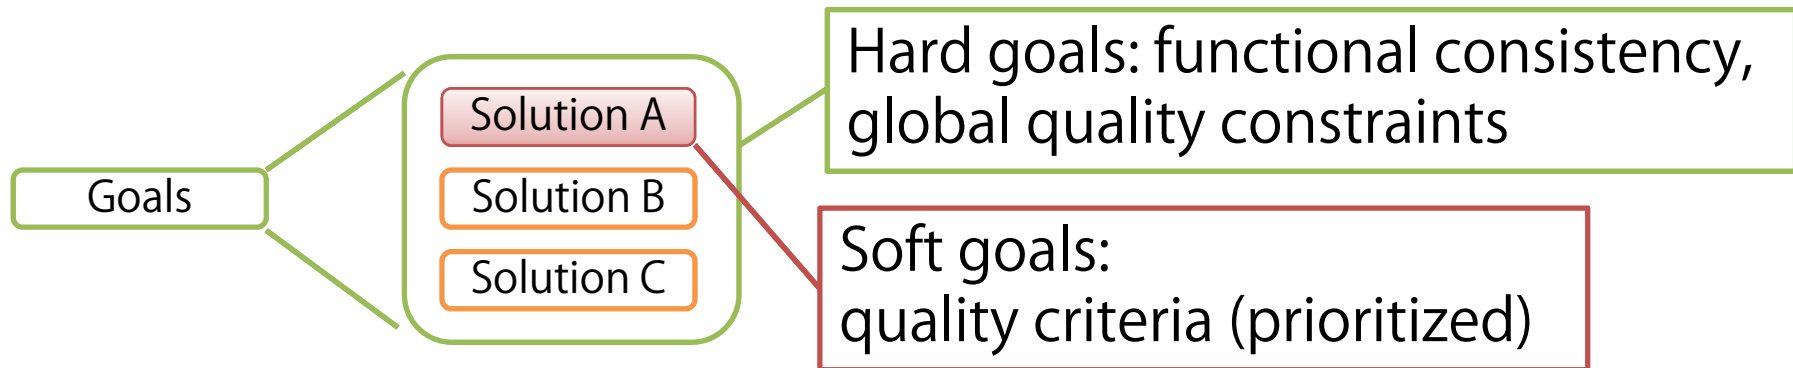 Goals
Solution A
Solution B
Solution C
Hard goals: functional consistency,
global quality constraints
Soft goals:
quality criteria (prioritized)